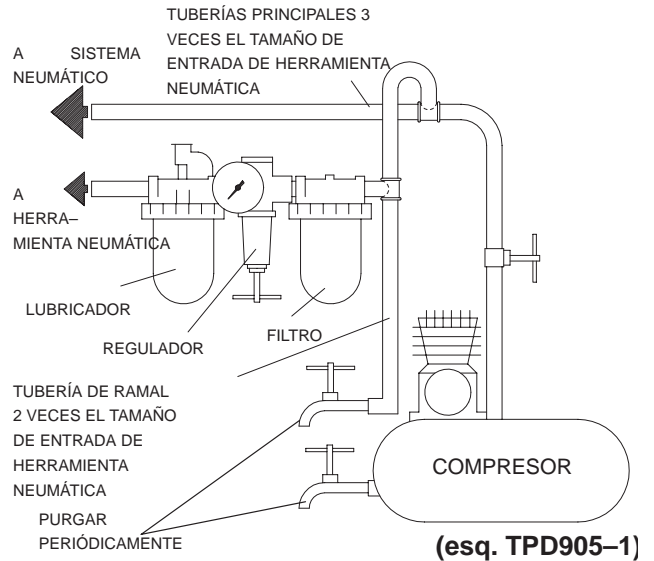 TUBERÍAS PRINCIPALES 3
VECES EL TAMAÑO DE
ENTRADA DE HERRAMIENTA
NEUMÁTICA
A SISTEMA
NEUMÁTICO
A
HERRA–
MIENTA NEUMÁTICA
LUBRICADOR
REGULADOR
FILTRO
TUBERÍA DE RAMAL
2 VECES EL TAMAÑO
DE ENTRADA DE
HERRAMIENTA
NEUMÁTICA
PURGAR
PERIÓDICAMENTE
COMPRESOR
(esq. TPD905–1)